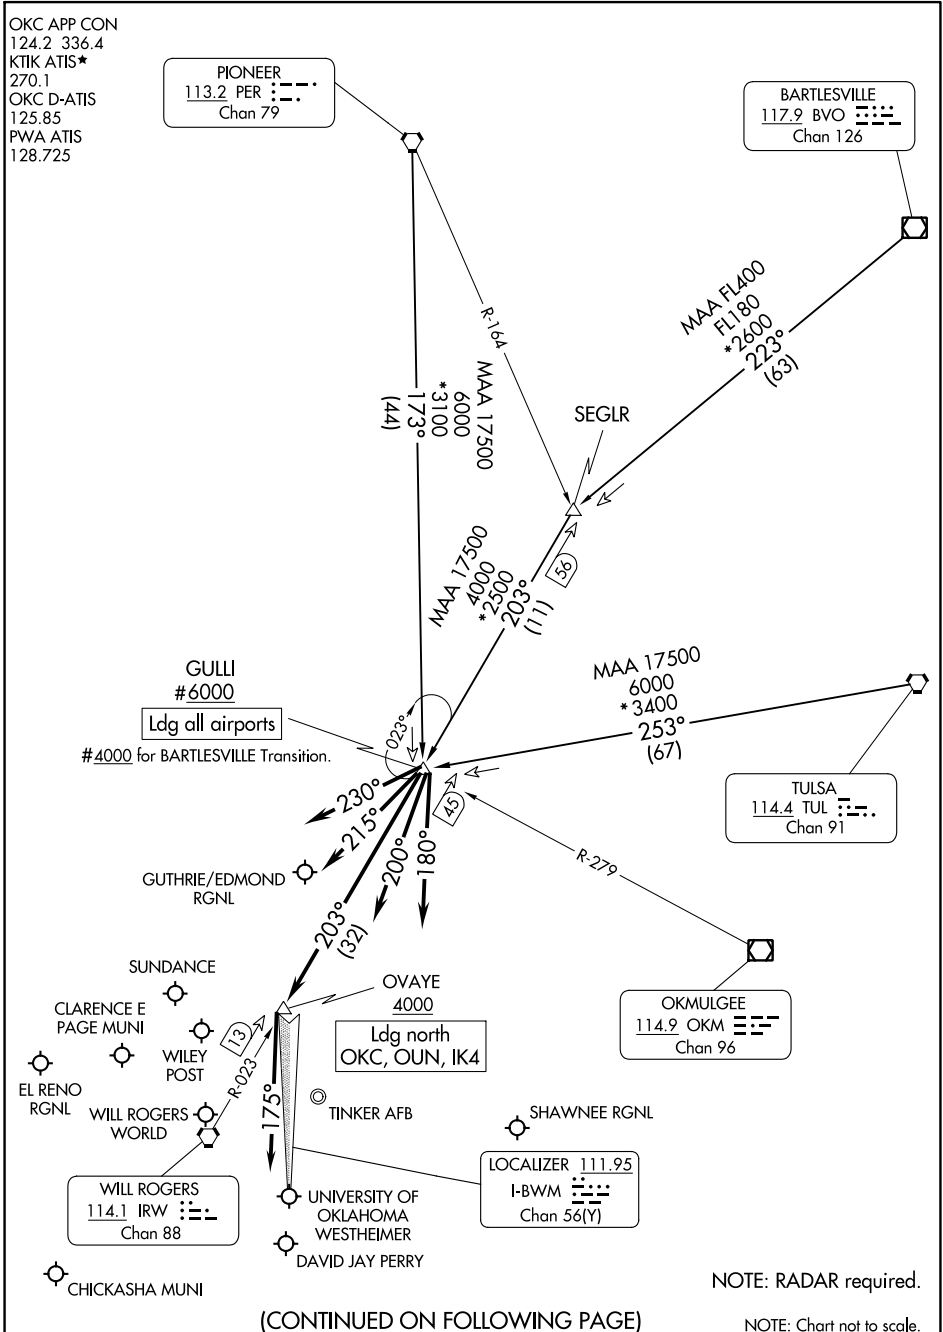 OKC APP CON
124.2 336.4
KTIK ATIS★
270.1
OKC D-ATIS
125.85
PWA ATIS
128.725
PIONEER
113.2 PER
Chan 79
BARTLESVILLE
117.9 BVO
Chan 126
MAA FL400
FL180
*2600
223°
(63)
R-164
MAA 17500
6000
*3100
173°
(44)
SEGLR
56
MAA 17500
4000
*2500
203°
(11)
GULLI
#6000
Ldg all airports
#4000 for BARTLESVILLE Transition.
023°
MAA 17500
6000
*3400
253°
(67)
TULSA
114.4 TUL
Chan 91
45
R-279
230°
215°
200°
180°
203°
(32)
GUTHRIE/EDMOND
RGNL
OKMULGEE
114.9 OKM
Chan 96
SUNDANCE
CLARENCE E
PAGE MUNI
WILEY
POST
EL RENO
RGNL
WILL ROGERS
WORLD
13
R-023
OVAYE
4000
Ldg north
OKC, OUN, IK4
175°
TINKER AFB
SHAWNEE RGNL
WILL ROGERS
114.1 IRW
Chan 88
LOCALIZER 111.95
I-BWM
Chan 56(Y)
UNIVERSITY OF
OKLAHOMA
WESTHEIMER
DAVID JAY PERRY
CHICKASHA MUNI
NOTE: RADAR required.
(CONTINUED ON FOLLOWING PAGE)
NOTE: Chart not to scale.